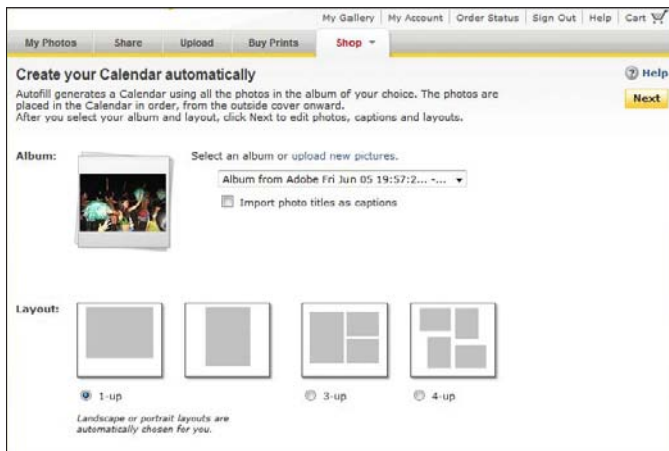 My Gallery | My Account | Order Status | Sign Out | Help | Cart
My Photos Share Upload Buy Prints Shop
Create your Calendar automatically
? Help
Autofill generates a Calendar using all the photos in the album of your choice. The photos are
placed in the Calendar in order, from the outside cover onward.
After you select your album and layout, click Next to edit photos, captions and layouts.
Next
Album:
Select an album or upload new pictures.
Album from Adobe Fri Jun 05 19:57:2... -...
Import photo titles as captions
Layout:
1-up 3-up 4-up
Landscape or portrait layouts are
automatically chosen for you.